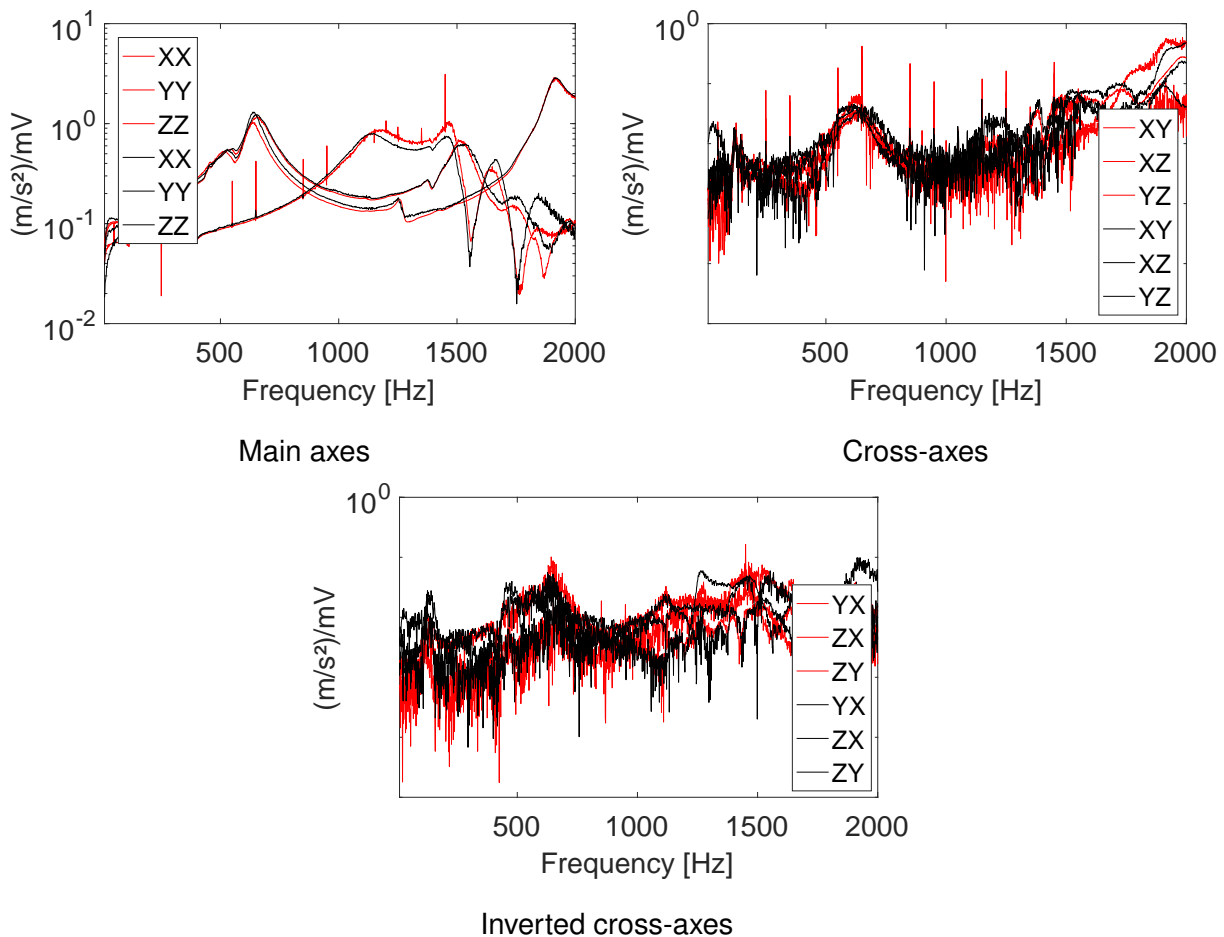 10^1
10^0
10^-1
10^-2
(m/s²)/mV
XX
YY
ZZ
XX
YY
ZZ
500 1000 1500 2000
Frequency [Hz]
Main axes
10^0
(m/s²)/mV
XY
XZ
YZ
XY
XZ
YZ
500 1000 1500 2000
Frequency [Hz]
Cross-axes
10^0
(m/s²)/mV
YX
ZX
ZY
YX
ZX
ZY
500 1000 1500 2000
Frequency [Hz]
Inverted cross-axes